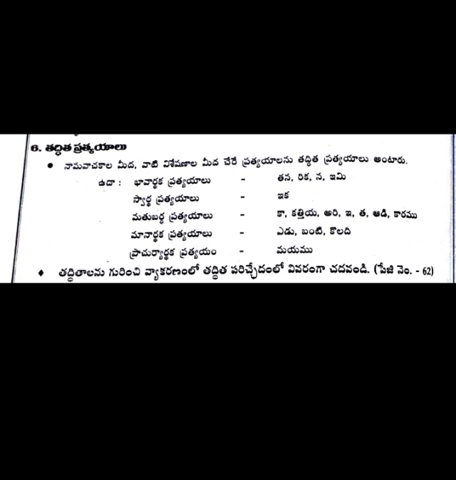 6. తద్ధిత ప్రత్యయాలు
● నామవాచకాల మీద, వాటి విశేషణాల మీద చేరే ప్రత్యయాలను తద్ధిత ప్రత్యయాలు అంటారు.
ఉదా : భావార్థక ప్రత్యయాలు - తన, రిక, న, ఇమి
స్వార్థ ప్రత్యయాలు - ఇక
మతుబర్థ ప్రత్యయాలు - కా, కత్తియ, అరి, ఇ, త, ఆడి, కారము
మానార్థక ప్రత్యయాలు - ఎడు, బంటి, కొలది
ప్రాచుర్యార్థక ప్రత్యయం - మయము
♦ తద్ధితాలను గురించి వ్యాకరణంలో తద్ధిత పరిచ్ఛేదంలో వివరంగా చదవండి. (పేజి నెం. - 62)